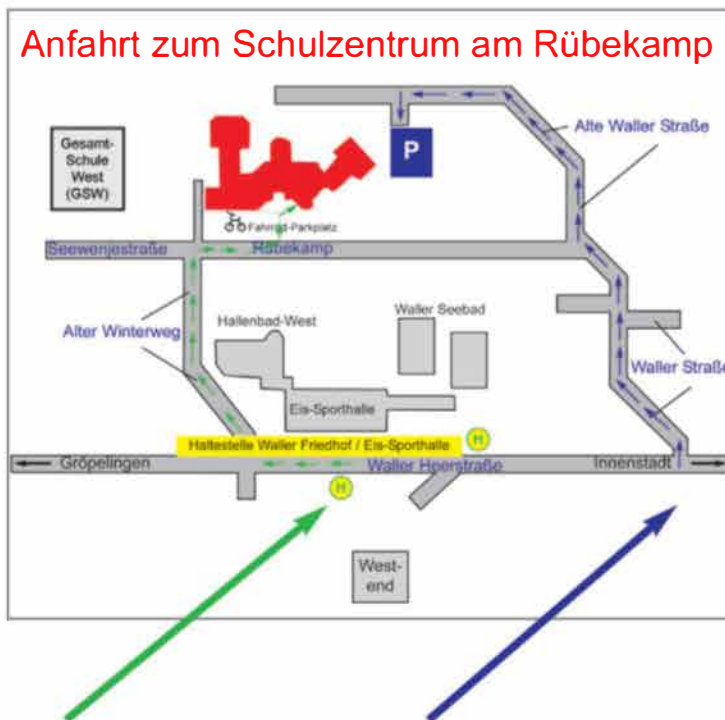 Anfahrt zum Schulzentrum am Rübekamp
Alte Waller Straße
Gesamt-
Schule
West
(GSW)
P
Fahrrad-Parkplatz
Seewenjestraße
Rübekamp
Hallenbad-West
Waller Seebad
Alter Winterweg
Waller Straße
Eis-Sporthalle
Haltestelle Waller Friedhof / Eis-Sporthalle
H
Gröpelingen
Waller Heerstraße
Innenstadt
H
West-
end